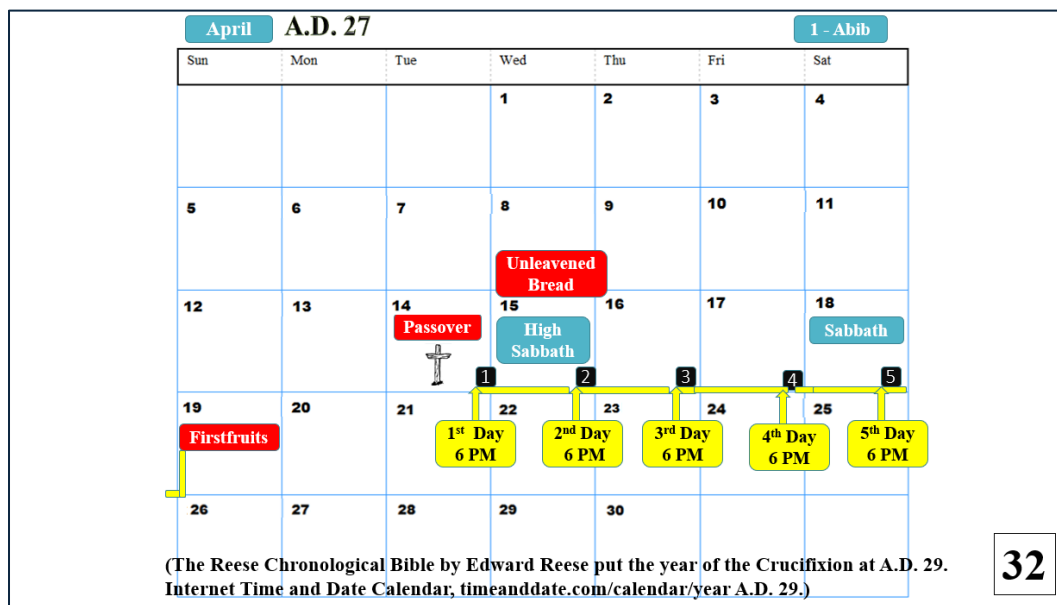 April A.D. 27 1 - Abib
Sun Mon Tue Wed Thu Fri Sat
1 2 3 4
5 6 7 8 9 10 11
Unleavened
Bread
12 13 14 15 16 17 18
Passover High
Sabbath Sabbath
1 2 3 4 5
19 20 21 22 23 24 25
Firstfruits 1st Day 2nd Day 3rd Day 4th Day 5th Day
6 PM 6 PM 6 PM 6 PM 6 PM
26 27 28 29 30
(The Reese Chronological Bible by Edward Reese put the year of the Crucifixion at A.D. 29.
Internet Time and Date Calendar, timeanddate.com/calendar/year A.D. 29.)
32